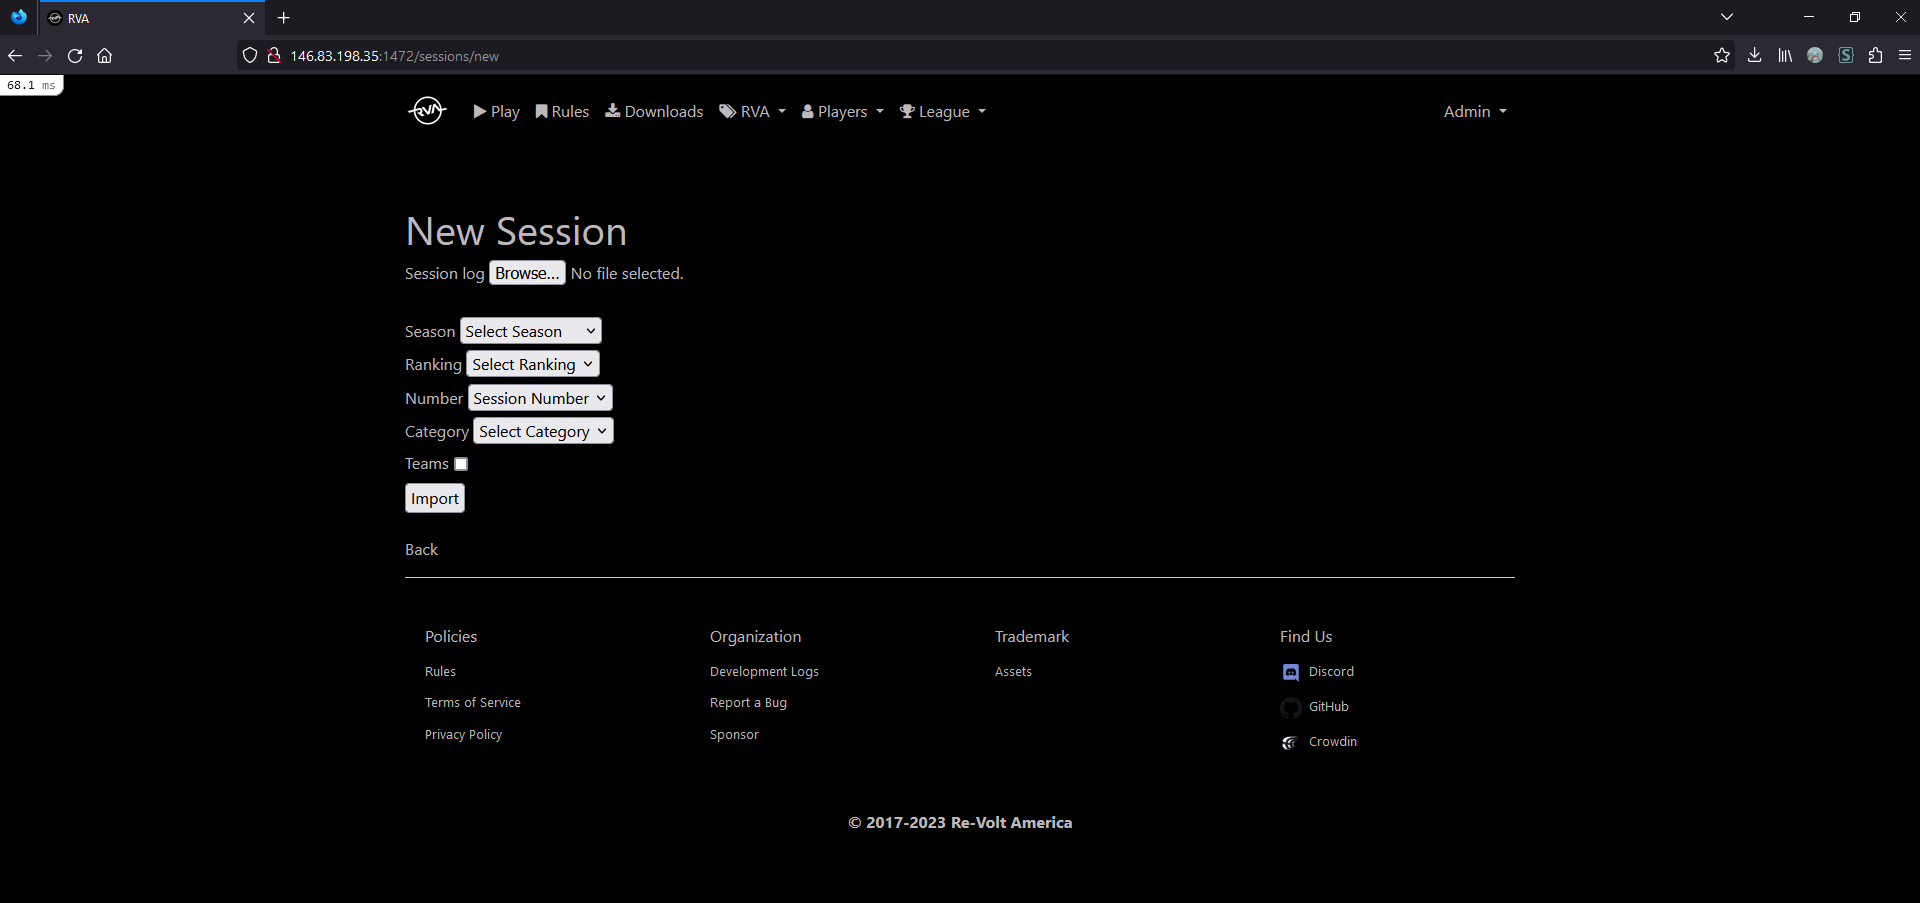 RVA
146.83.198.35:1472/sessions/new
68.1 ms
RVA Play Rules Downloads RVA Players League Admin
New Session
Session log Browse... No file selected.
Season Select Season
Ranking Select Ranking
Number Session Number
Category Select Category
Teams
Import
Back
Policies Organization Trademark Find Us
Rules Development Logs Assets Discord
Terms of Service Report a Bug GitHub
Privacy Policy Sponsor Crowdin
© 2017-2023 Re-Volt America